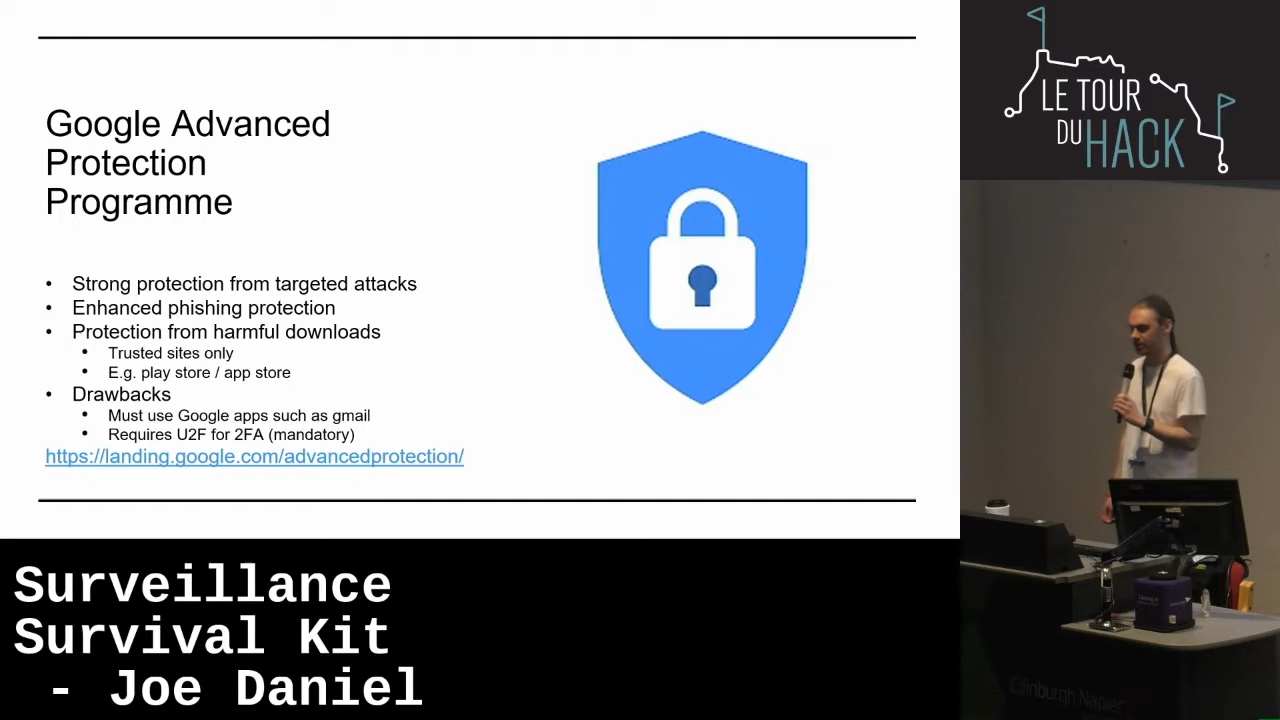 Google Advanced
Protection
Programme
• Strong protection from targeted attacks
• Enhanced phishing protection
• Protection from harmful downloads
• Trusted sites only
• E.g. play store / app store
• Drawbacks
• Must use Google apps such as gmail
• Requires U2F for 2FA (mandatory)
https://landing.google.com/advancedprotection/
LE TOUR
DU HACK
Edinburgh Napier
Surveillance
Survival Kit
- Joe Daniel